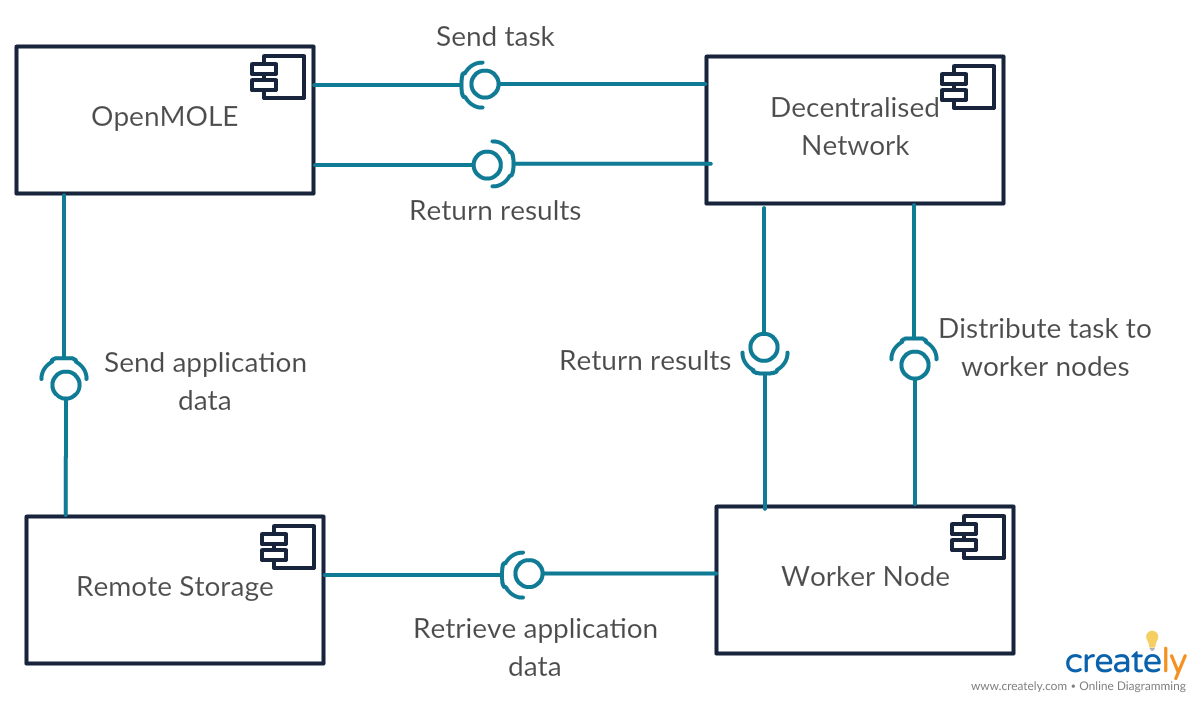 Send task
OpenMOLE
Decentralised
Network
Return results
Send application
data
Return results
Distribute task to
worker nodes
Remote Storage
Worker Node
Retrieve application
data
creately
www.creately.com • Online Diagramming